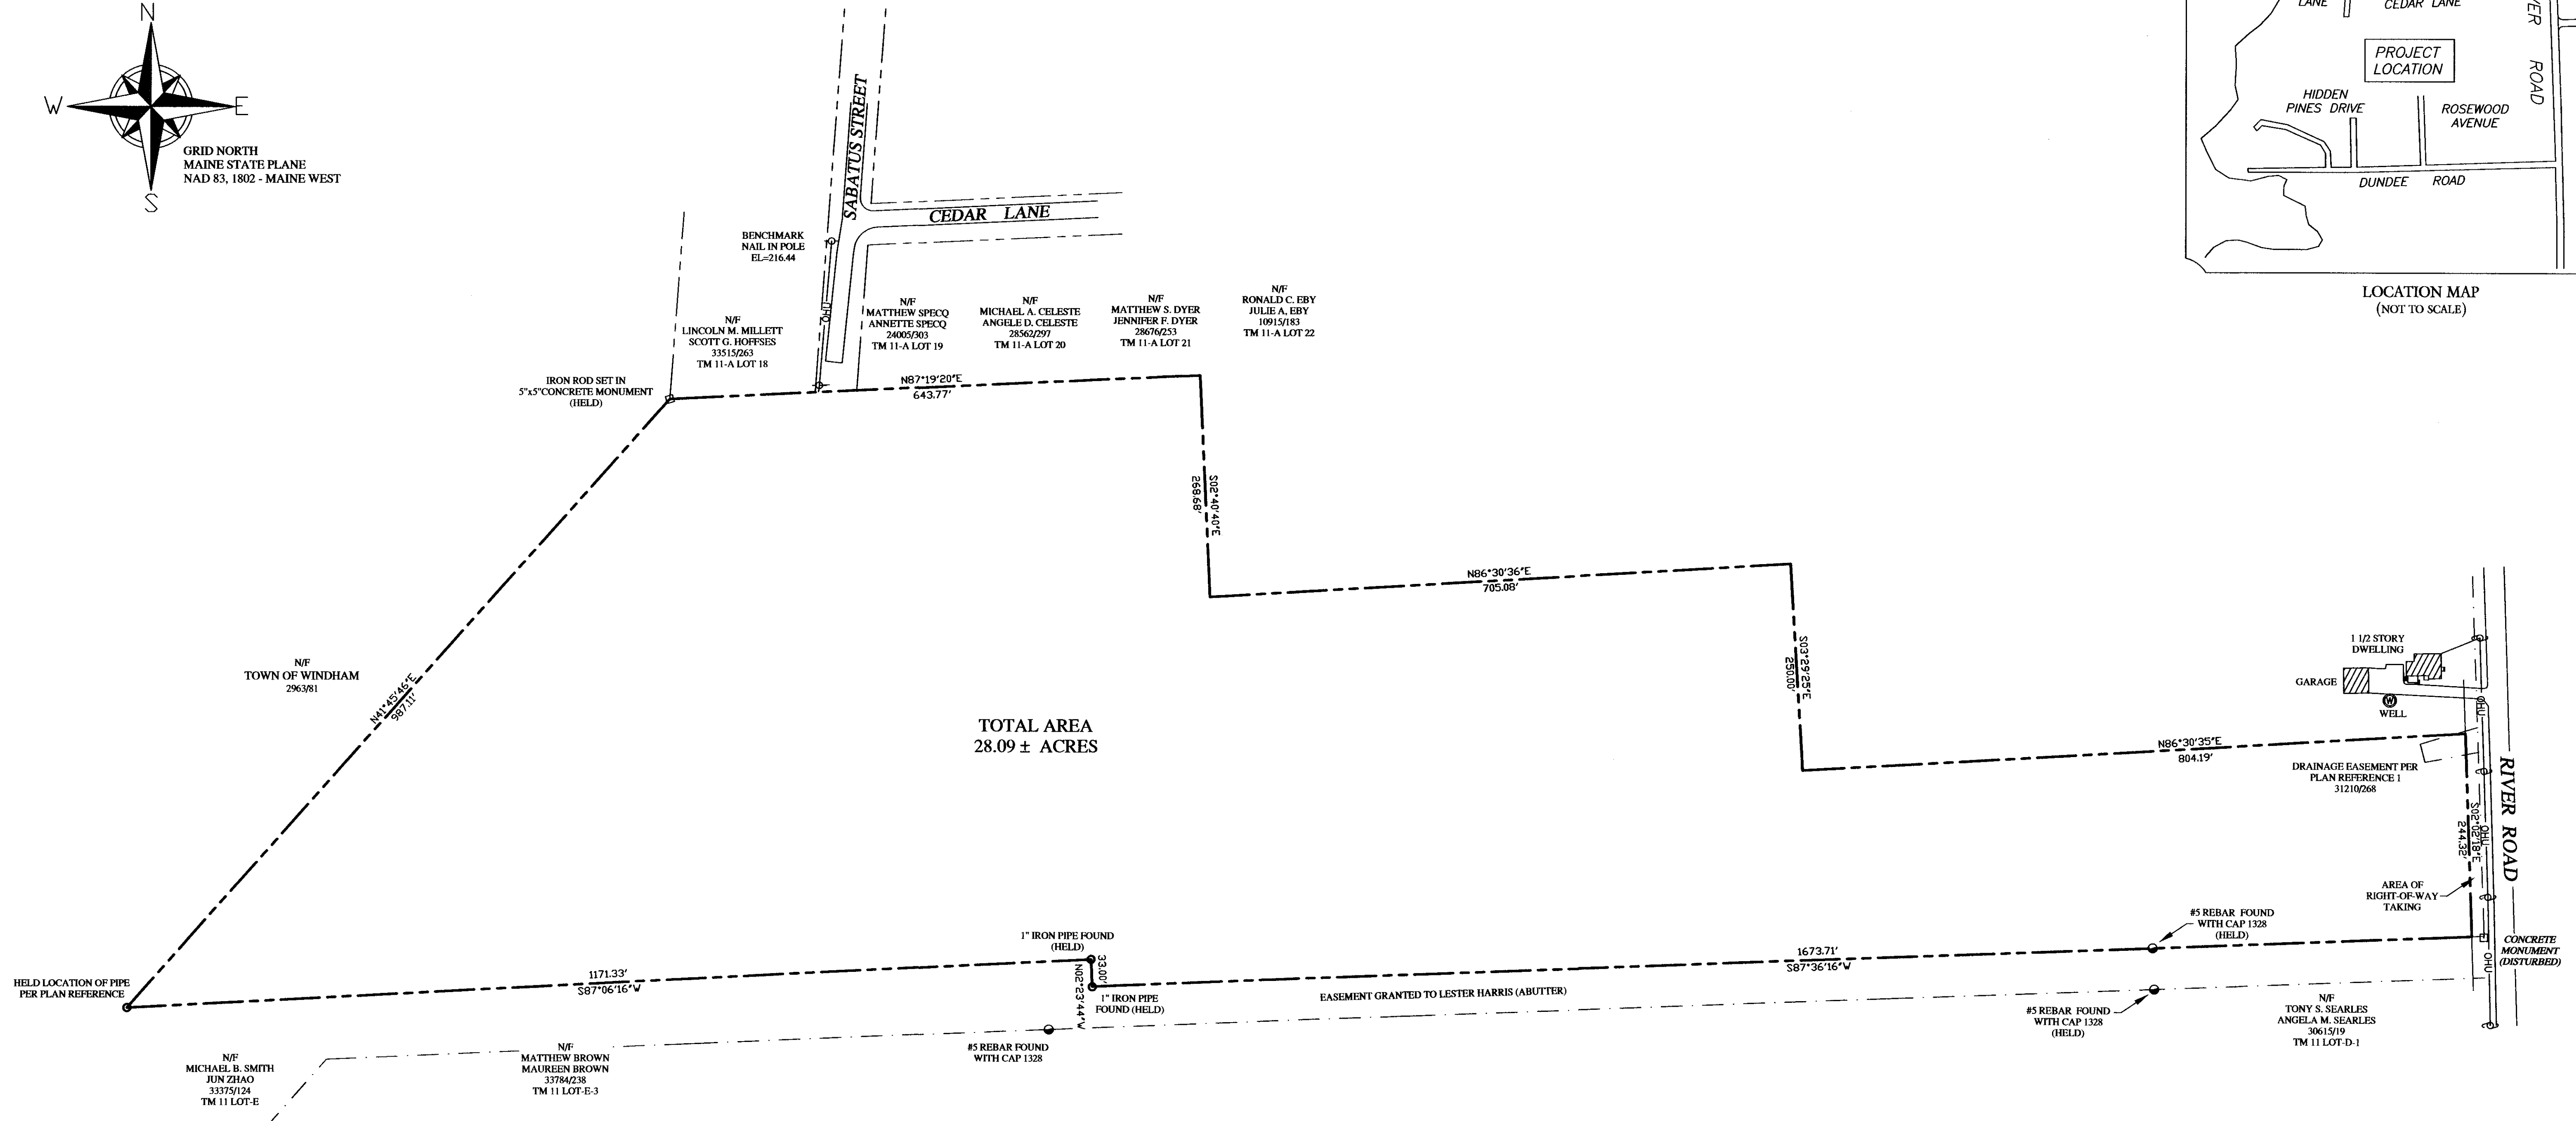 N
W
E
S
GRID NORTH
MAINE STATE PLANE
NAD 83, 1802 - MAINE WEST
LANE
CEDAR LANE
ROAD
PROJECT
LOCATION
HIDDEN
PINES DRIVE
ROSEWOOD
AVENUE
DUNDEE ROAD
LOCATION MAP
(NOT TO SCALE)
SABATUS STREET
CEDAR LANE
BENCHMARK
NAIL IN POLE
EL=216.44
OHU
N/F
LINCOLN M. MILLETT
SCOTT G. HOFFSES
33515/263
TM 11-A LOT 18
N/F
MATTHEW SPECQ
ANNETTE SPECQ
24005/303
TM 11-A LOT 19
N/F
MICHAEL A. CELESTE
ANGELE D. CELESTE
28562/297
TM 11-A LOT 20
N/F
MATTHEW S. DYER
JENNIFER F. DYER
28676/253
TM 11-A LOT 21
N/F
RONALD C. EBY
JULIE A. EBY
10915/183
TM 11-A LOT 22
IRON ROD SET IN
5"x5"CONCRETE MONUMENT
(HELD)
N87°19'20"E
643.77'
S02°40'40"E
268.68'
N86°30'36"E
705.08'
S03°29'25"E
250.00'
N86°30'35"E
804.19'
N/F
TOWN OF WINDHAM
2963/81
N41°45'46"E
987.11'
TOTAL AREA
28.09 ± ACRES
1 1/2 STORY
DWELLING
GARAGE
W
WELL
OHU
DRAINAGE EASEMENT PER
PLAN REFERENCE 1
31210/268
RIVER ROAD
S02°02'18"E
244.32'
OHU
AREA OF
RIGHT-OF-WAY
TAKING
#5 REBAR FOUND
WITH CAP 1328
(HELD)
CONCRETE
MONUMENT
(DISTURBED)
OHU
1" IRON PIPE FOUND
(HELD)
33.00'
N02°23'44"W
1" IRON PIPE
FOUND (HELD)
1673.71'
S87°36'16"W
1171.33'
S87°06'16"W
HELD LOCATION OF PIPE
PER PLAN REFERENCE
EASEMENT GRANTED TO LESTER HARRIS (ABUTTER)
#5 REBAR FOUND
WITH CAP 1328
(HELD)
N/F
TONY S. SEARLES
ANGELA M. SEARLES
30615/19
TM 11 LOT-D-1
#5 REBAR FOUND
WITH CAP 1328
N/F
MATTHEW BROWN
MAUREEN BROWN
33784/238
TM 11 LOT-E-3
N/F
MICHAEL B. SMITH
JUN ZHAO
33375/124
TM 11 LOT-E